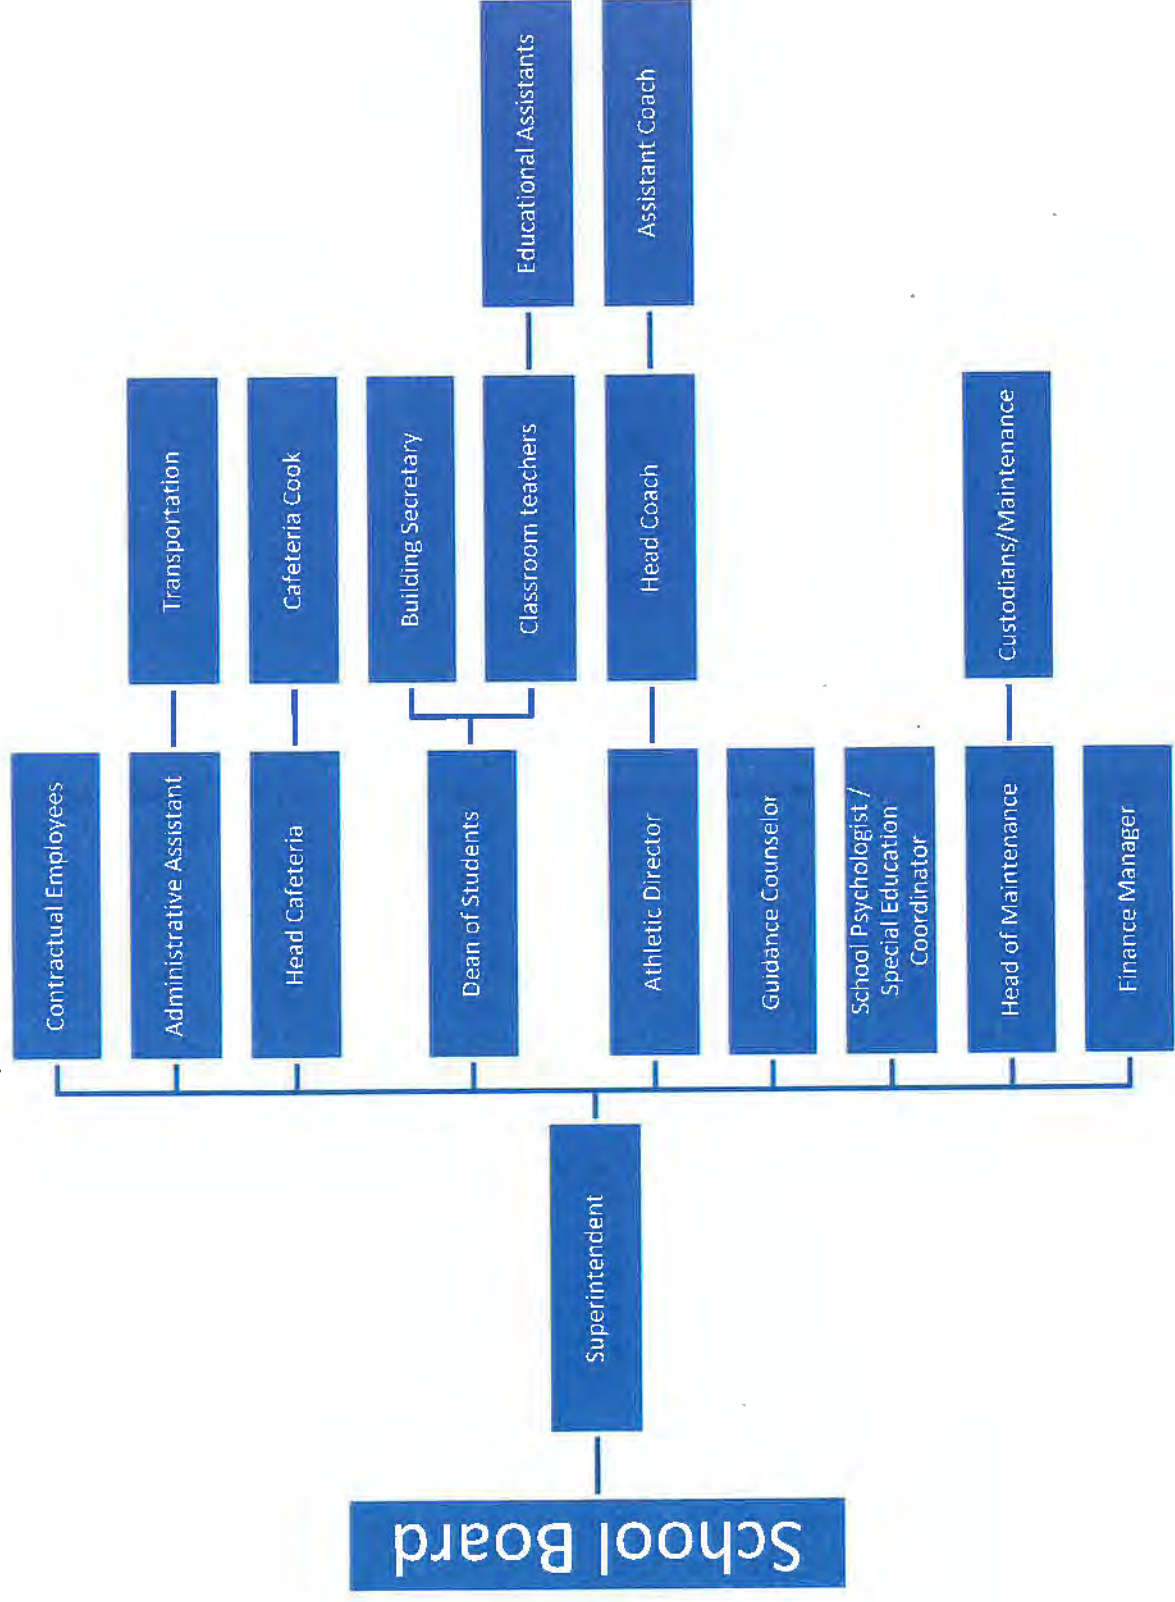 School Board
Superintendent
Contractual Employees
Administrative Assistant
Transportation
Head Cafeteria
Cafeteria Cook
Dean of Students
Building Secretary
Classroom teachers
Educational Assistants
Athletic Director
Head Coach
Assistant Coach
Guidance Counselor
School Psychologist /
Special Education
Coordinator
Head of Maintenance
Custodians/Maintenance
Finance Manager